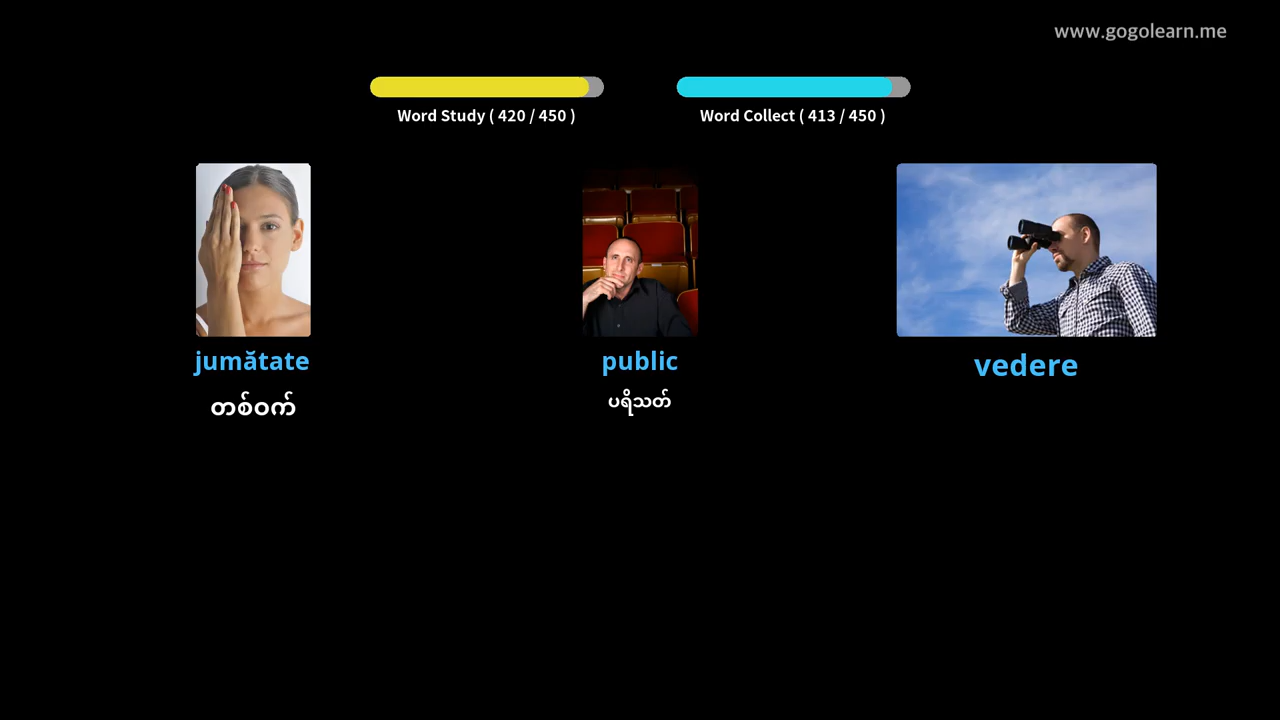 www.gogolearn.me
Word Study ( 420 / 450 )
Word Collect ( 413 / 450 )
jumătate
public
vedere
တစ်ဝက်
ပရိသတ်